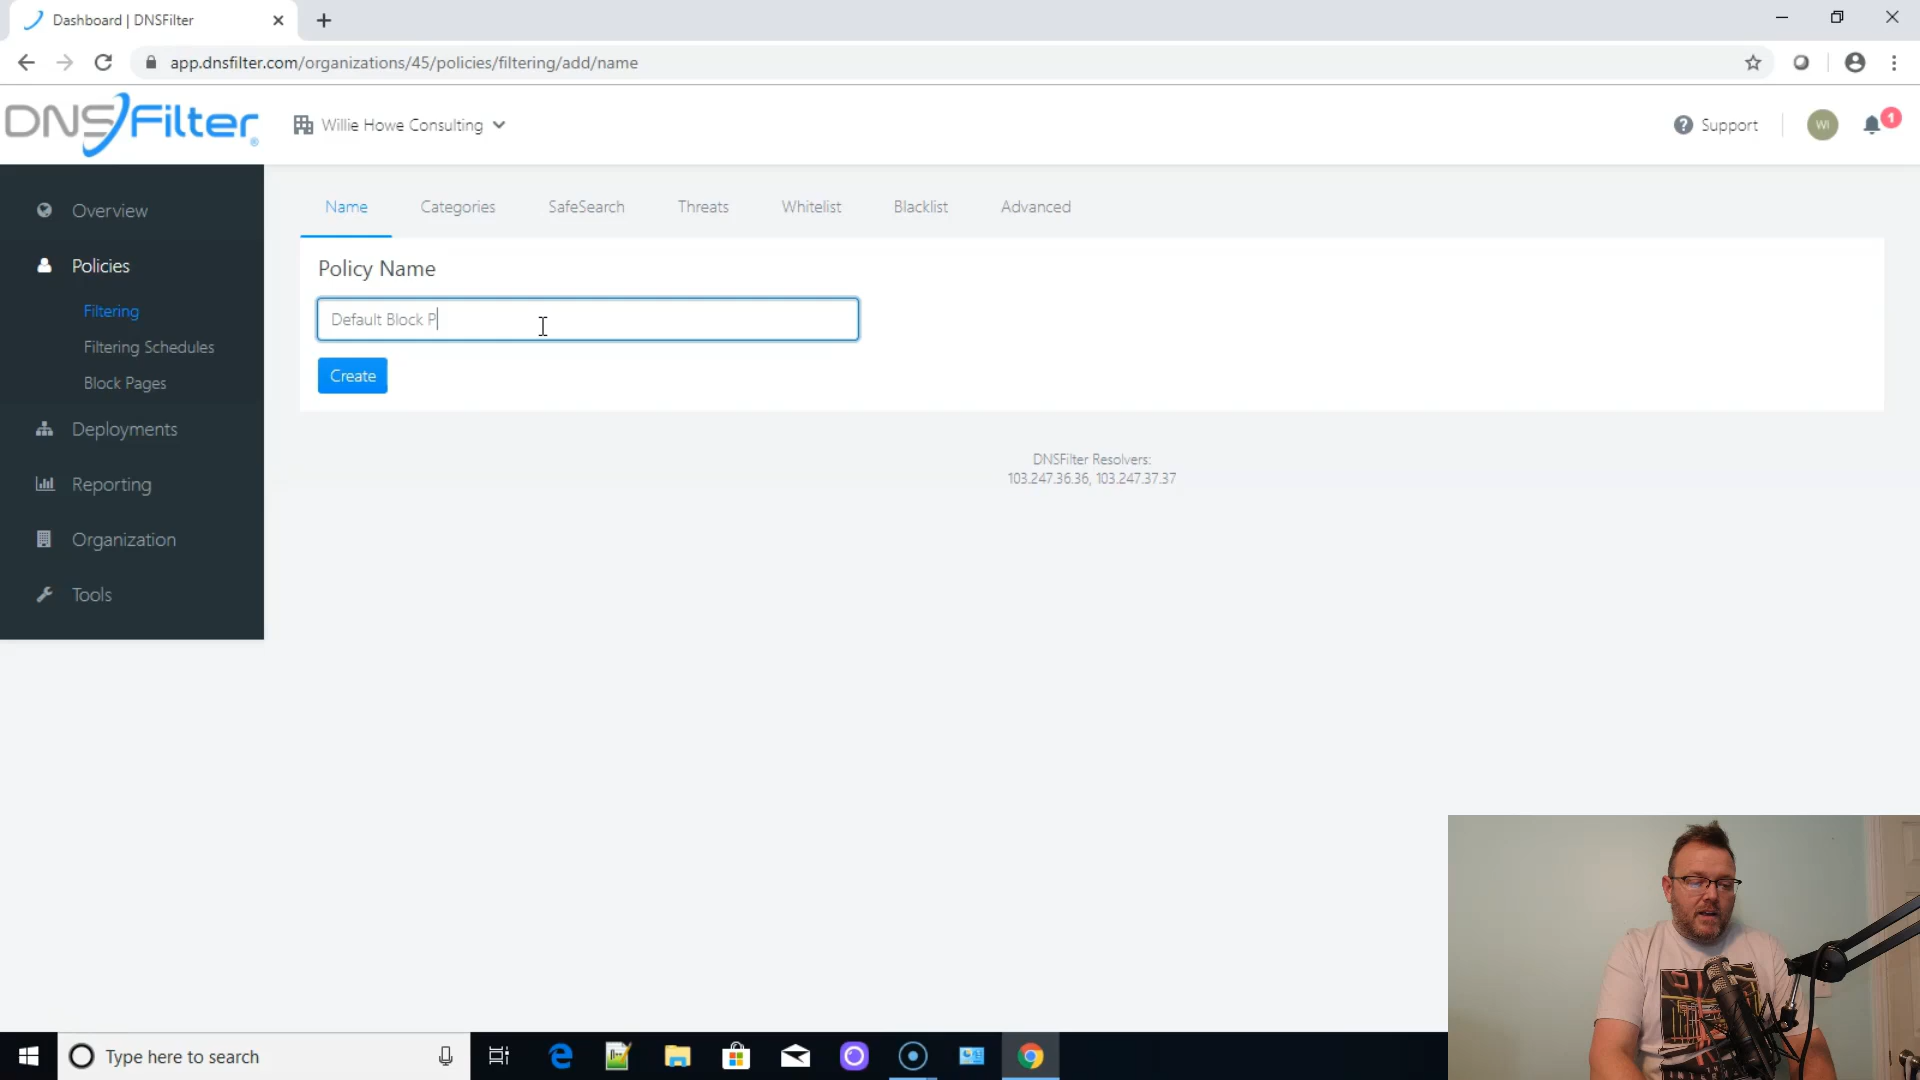 Dashboard | DNSFilter
app.dnsfilter.com/organizations/45/policies/filtering/add/name
DNSFilter
Willie Howe Consulting
Support
WI
1
Overview
Policies
Filtering
Filtering Schedules
Block Pages
Deployments
Reporting
Organization
Tools
Name Categories SafeSearch Threats Whitelist Blacklist Advanced
Policy Name
Default Block P
Create
DNSFilter Resolvers:
103.247.36.36, 103.247.37.37
Type here to search